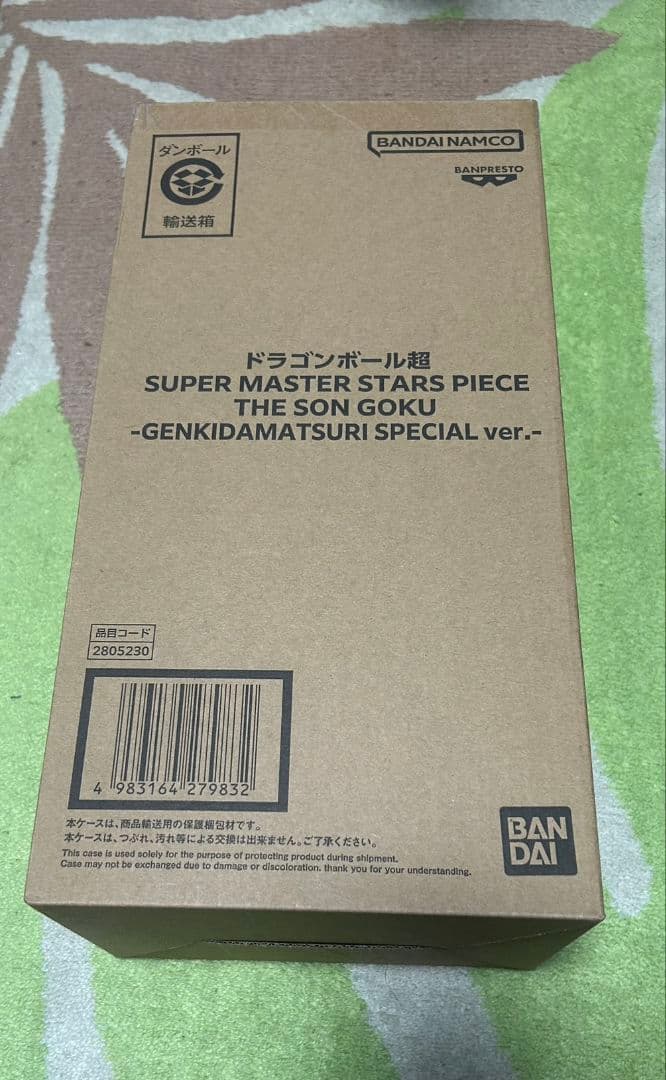 ダンボール
輸送箱
BANDAI NAMCO
BANPRESTO
ドラゴンボール超
SUPER MASTER STARS PIECE
THE SON GOKU
-GENKIDAMATSURI SPECIAL ver.-
品目コード
2805230
4 983164 279832
本ケースは、商品輸送用の保護梱包材です。
本ケースは、つぶれ、汚れ等による交換は出来ません。ご了承ください。
This case is used solely for the purpose of protecting product during shipment.
Case may not be exchanged due to damage or discoloration. thank you for your understanding.
BAN
DAI